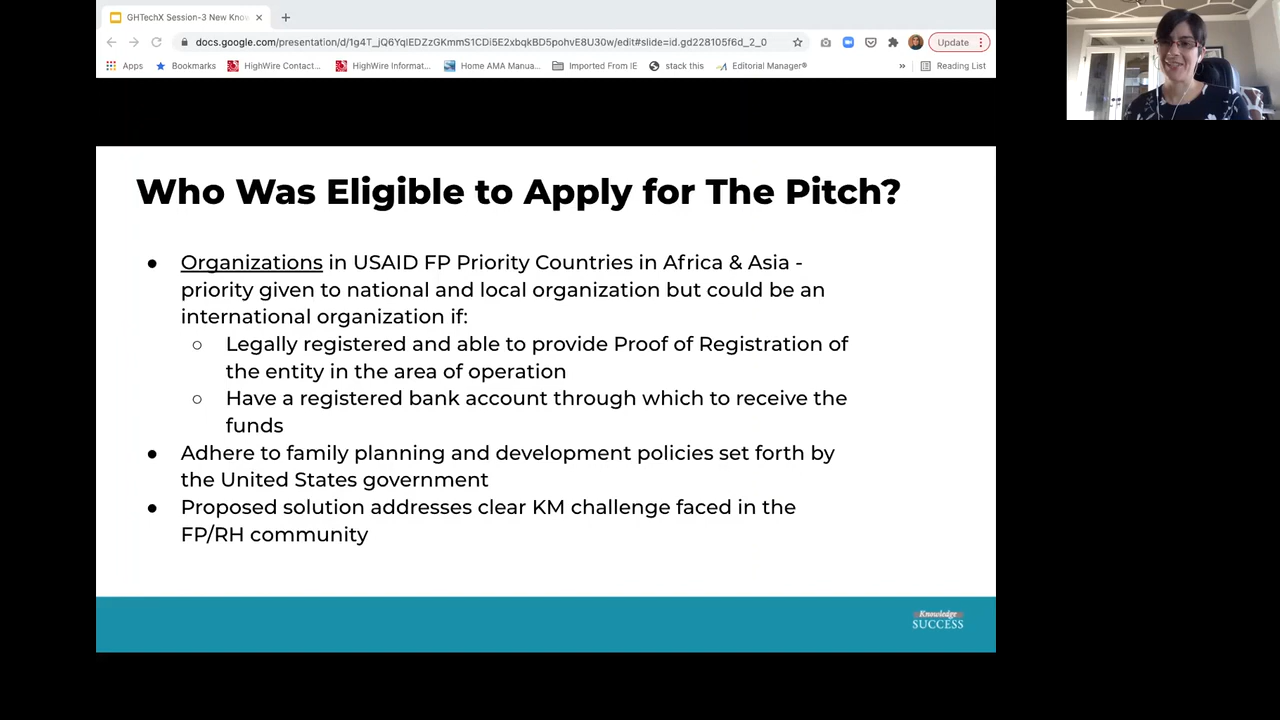 GHTechX Session-3 New Know
docs.google.com/presentation/d/1g4T_jQ6YqIEDZzGtmmS1CDi5E2xbqkBD5pohvE8U30w/edit#slide=id.gd228105f6d_2_0
Update
Apps
Bookmarks
HighWire Contact...
HighWire Informat...
Home AMA Manua...
Imported From IE
stack this
Editorial Manager®
»
Reading List
Who Was Eligible to Apply for The Pitch?
● Organizations in USAID FP Priority Countries in Africa & Asia -
priority given to national and local organization but could be an
international organization if:
○ Legally registered and able to provide Proof of Registration of
the entity in the area of operation
○ Have a registered bank account through which to receive the
funds
● Adhere to family planning and development policies set forth by
the United States government
● Proposed solution addresses clear KM challenge faced in the
FP/RH community
Knowledge
SUCCESS